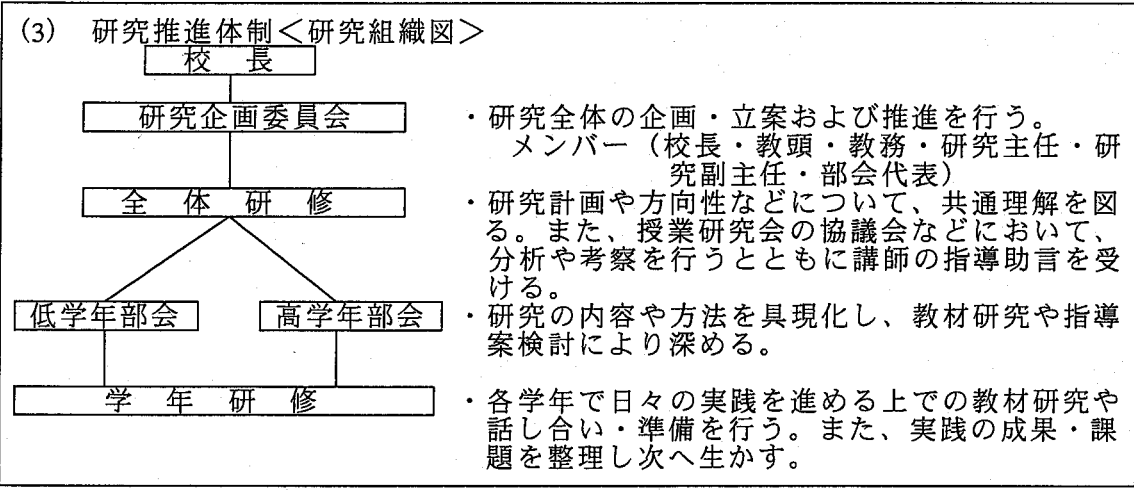 (3) 研究推進体制＜研究組織図＞
校長
研究企画委員会
・研究全体の企画・立案および推進を行う。
メンバー（校長・教頭・教務・研究主任・研
究副主任・部会代表）
全体研修
・研究計画や方向性などについて、共通理解を図
る。また、授業研究会の協議会などにおいて、
分析や考察を行うとともに講師の指導助言を受
ける。
低学年部会
高学年部会
・研究の内容や方法を具現化し、教材研究や指導
案検討により深める。
学年研修
・各学年で日々の実践を進める上での教材研究や
話し合い・準備を行う。また、実践の成果・課
題を整理し次へ生かす。